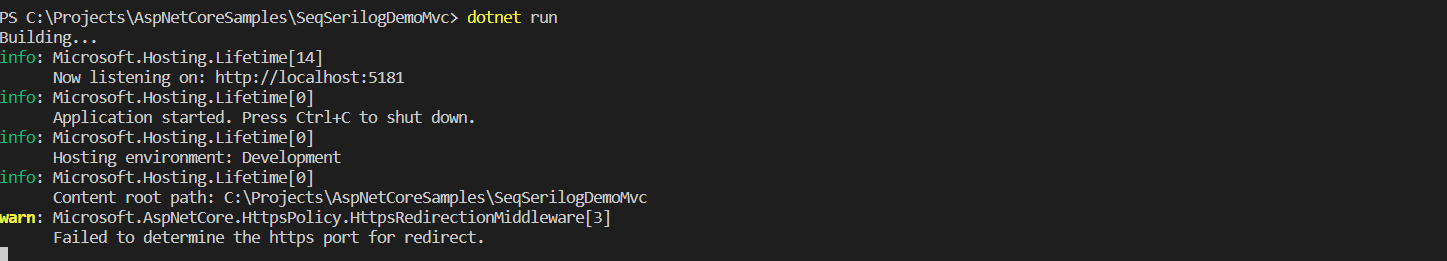 PS C:\Projects\AspNetCoreSamples\SeqSerilogDemoMvc> dotnet run
Building...
info: Microsoft.Hosting.Lifetime[14]
      Now listening on: http://localhost:5181
info: Microsoft.Hosting.Lifetime[0]
      Application started. Press Ctrl+C to shut down.
info: Microsoft.Hosting.Lifetime[0]
      Hosting environment: Development
info: Microsoft.Hosting.Lifetime[0]
      Content root path: C:\Projects\AspNetCoreSamples\SeqSerilogDemoMvc
warn: Microsoft.AspNetCore.HttpsPolicy.HttpsRedirectionMiddleware[3]
      Failed to determine the https port for redirect.